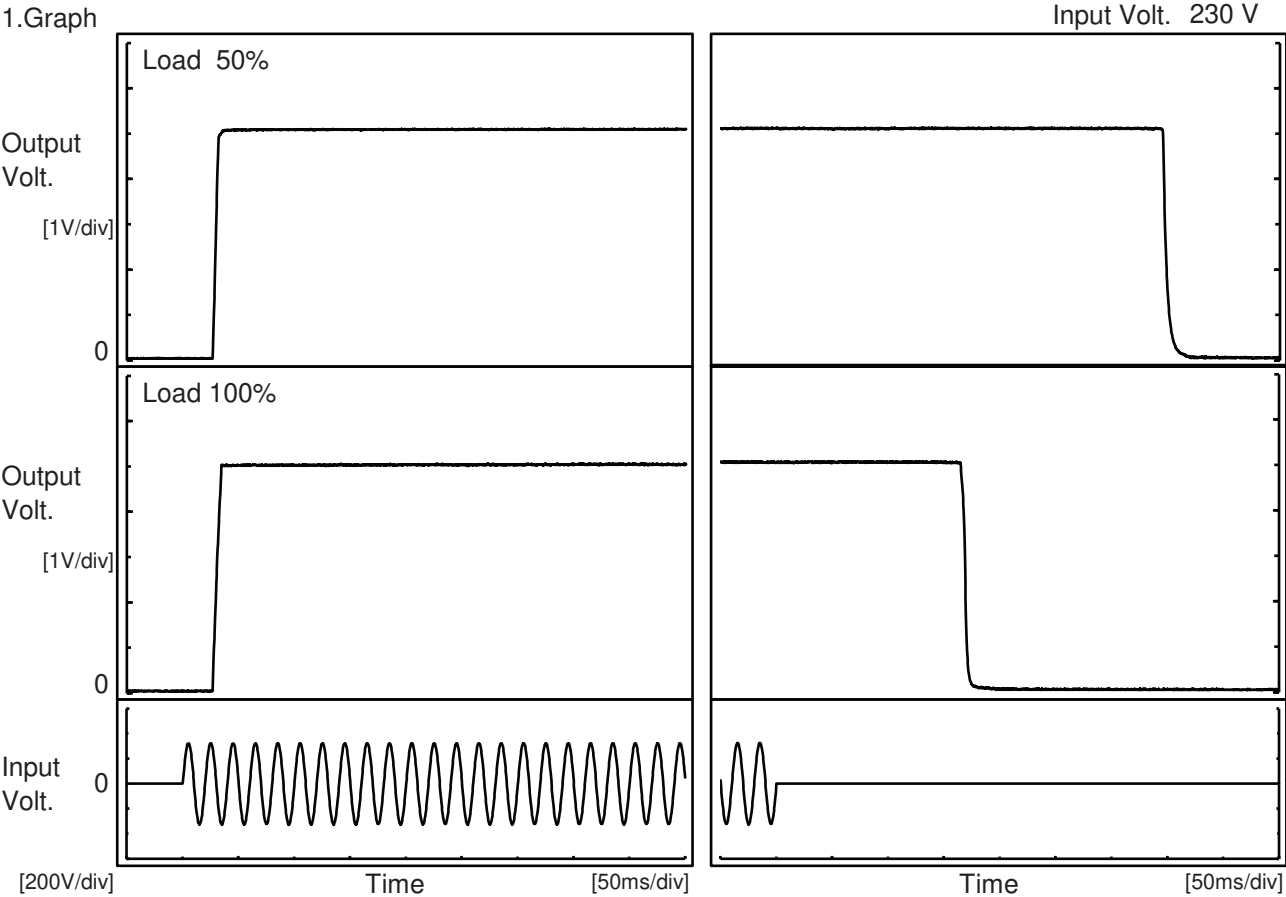 1.Graph
Input Volt. 230 V
Load 50%
Output
Volt.
[1V/div]
0
Load 100%
Output
Volt.
[1V/div]
0
Input
Volt.
0
[200V/div]
Time
[50ms/div]
Time
[50ms/div]